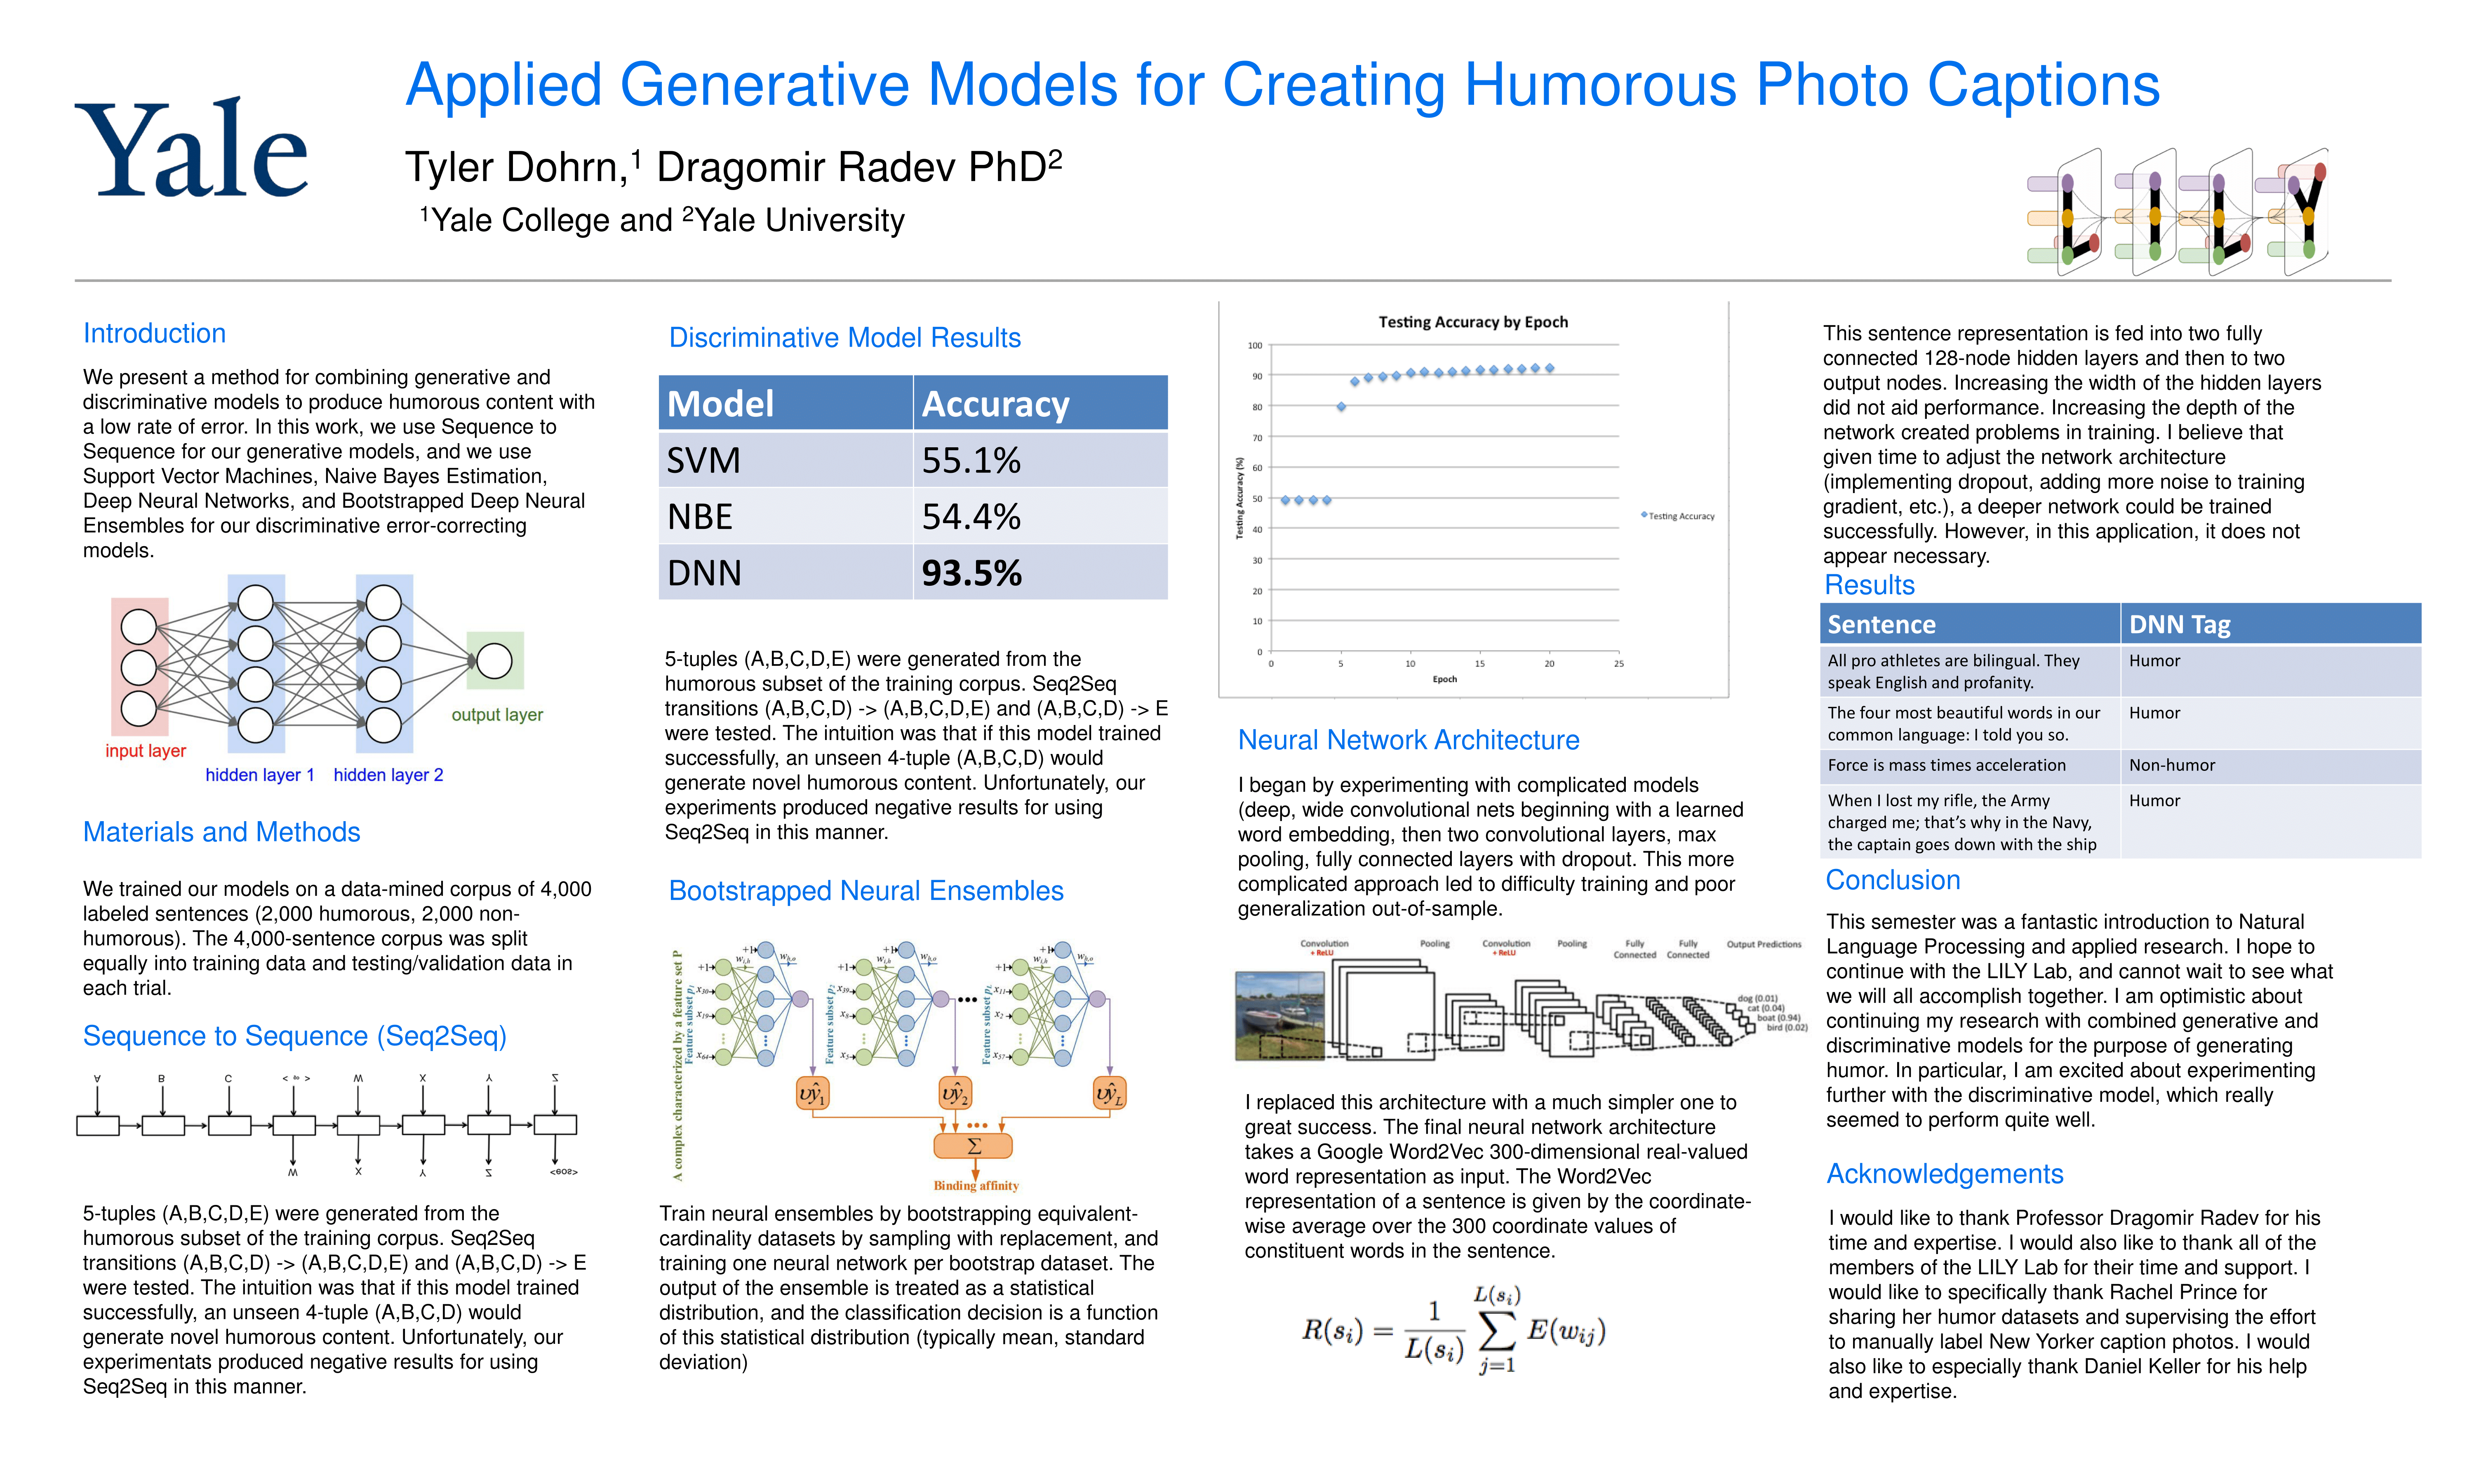 Yale
Applied Generative Models for Creating Humorous Photo Captions
Tyler Dohrn,1 Dragomir Radev PhD2
1Yale College and 2Yale University
Introduction
We present a method for combining generative and
discriminative models to produce humorous content with
a low rate of error. In this work, we use Sequence to
Sequence for our generative models, and we use
Support Vector Machines, Naive Bayes Estimation,
Deep Neural Networks, and Bootstrapped Deep Neural
Ensembles for our discriminative error-correcting
models.
input layer
hidden layer 1 hidden layer 2
output layer
Materials and Methods
We trained our models on a data-mined corpus of 4,000
labeled sentences (2,000 humorous, 2,000 non-
humorous). The 4,000-sentence corpus was split
equally into training data and testing/validation data in
each trial.
Sequence to Sequence (Seq2Seq)
A B C W X Y Z
W X Y Z <eos>
5-tuples (A,B,C,D,E) were generated from the
humorous subset of the training corpus. Seq2Seq
transitions (A,B,C,D) -> (A,B,C,D,E) and (A,B,C,D) -> E
were tested. The intuition was that if this model trained
successfully, an unseen 4-tuple (A,B,C,D) would
generate novel humorous content. Unfortunately, our
experimentats produced negative results for using
Seq2Seq in this manner.
Discriminative Model Results
Model Accuracy
SVM 55.1%
NBE 54.4%
DNN 93.5%
5-tuples (A,B,C,D,E) were generated from the
humorous subset of the training corpus. Seq2Seq
transitions (A,B,C,D) -> (A,B,C,D,E) and (A,B,C,D) -> E
were tested. The intuition was that if this model trained
successfully, an unseen 4-tuple (A,B,C,D) would
generate novel humorous content. Unfortunately, our
experiments produced negative results for using
Seq2Seq in this manner.
Bootstrapped Neural Ensembles
A complex characterized by a feature set P
Feature subset p1
+1 +1 wi,h wh,o
x30
x19
x64
Feature subset p2
+1 +1 wh,o
x39
x8
x5
Feature subset pL
+1 +1 wh,o
x11
x2
x57
υŷ1 υŷ2 υŷL
Σ
Binding affinity
Train neural ensembles by bootstrapping equivalent-
cardinality datasets by sampling with replacement, and
training one neural network per bootstrap dataset. The
output of the ensemble is treated as a statistical
distribution, and the classification decision is a function
of this statistical distribution (typically mean, standard
deviation)
Testing Accuracy by Epoch
Testing Accuracy (%)
100
90
80
70
60
50
40
30
20
10
0
0 5 10 15 20 25
Epoch
Testing Accuracy
Neural Network Architecture
I began by experimenting with complicated models
(deep, wide convolutional nets beginning with a learned
word embedding, then two convolutional layers, max
pooling, fully connected layers with dropout. This more
complicated approach led to difficulty training and poor
generalization out-of-sample.
Convolution + ReLU
Pooling
Convolution + ReLU
Pooling
Fully Connected
Fully Connected
Output Predictions
dog (0.01)
cat (0.04)
boat (0.94)
bird (0.02)
I replaced this architecture with a much simpler one to
great success. The final neural network architecture
takes a Google Word2Vec 300-dimensional real-valued
word representation as input. The Word2Vec
representation of a sentence is given by the coordinate-
wise average over the 300 coordinate values of
constituent words in the sentence.
R(si) = 1/L(si) ∑ j=1 L(si) E(wij)
This sentence representation is fed into two fully
connected 128-node hidden layers and then to two
output nodes. Increasing the width of the hidden layers
did not aid performance. Increasing the depth of the
network created problems in training. I believe that
given time to adjust the network architecture
(implementing dropout, adding more noise to training
gradient, etc.), a deeper network could be trained
successfully. However, in this application, it does not
appear necessary.
Results
Sentence DNN Tag
All pro athletes are bilingual. They Humor
speak English and profanity.
The four most beautiful words in our Humor
common language: I told you so.
Force is mass times acceleration Non-humor
When I lost my rifle, the Army Humor
charged me; that's why in the Navy,
the captain goes down with the ship
Conclusion
This semester was a fantastic introduction to Natural
Language Processing and applied research. I hope to
continue with the LILY Lab, and cannot wait to see what
we will all accomplish together. I am optimistic about
continuing my research with combined generative and
discriminative models for the purpose of generating
humor. In particular, I am excited about experimenting
further with the discriminative model, which really
seemed to perform quite well.
Acknowledgements
I would like to thank Professor Dragomir Radev for his
time and expertise. I would also like to thank all of the
members of the LILY Lab for their time and support. I
would like to specifically thank Rachel Prince for
sharing her humor datasets and supervising the effort
to manually label New Yorker caption photos. I would
also like to especially thank Daniel Keller for his help
and expertise.